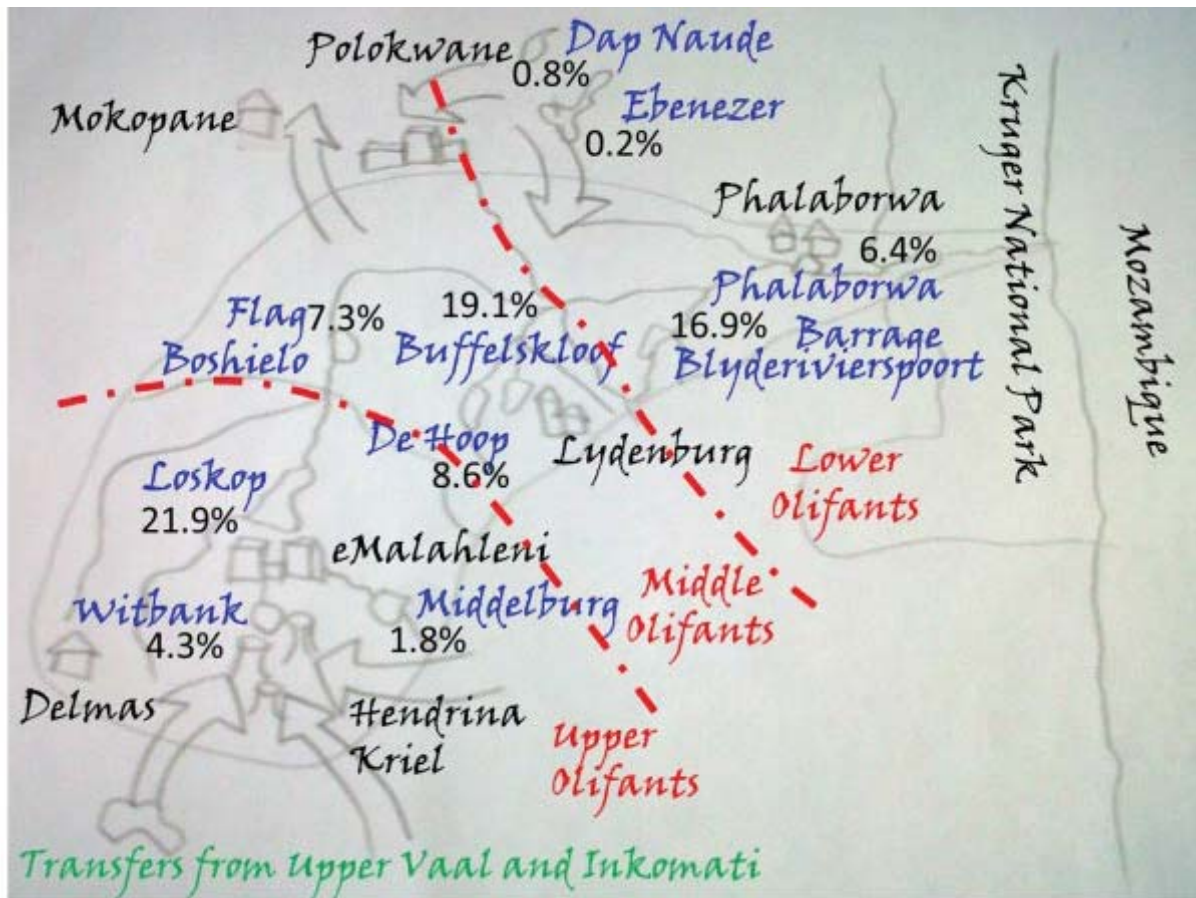 Polokwane
Dap Naude
0.8%
Mokopane
Ebenezer
0.2%
Kruger National Park
Phalaborwa
6.4%
Mozambique
Flag 7.3%
Boshielo
19.1%
Buffelskloof
Phalaborwa
16.9% Barrage
Blyderivierspoort
De Hoop
8.6%
Lydenburg
Lower
Olifants
Loskop
21.9%
eMalahleni
Middle
Olifants
Witbank
4.3%
Middelburg
1.8%
Delmas
Hendrina
Kriel
Upper
Olifants
Transfers from Upper Vaal and Inkomati